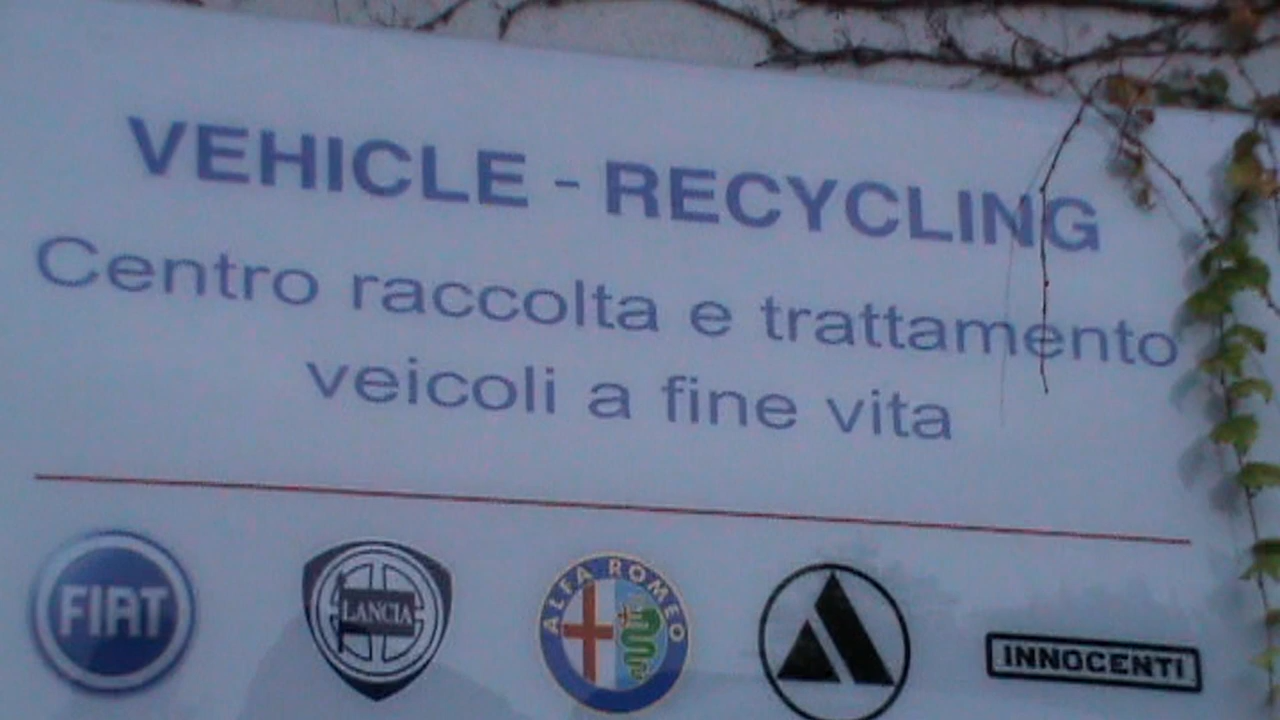 VEHICLE - RECYCLING
Centro raccolta e trattamento
veicoli a fine vita
FIAT
LANCIA
ALFA ROMEO
INNOCENTI